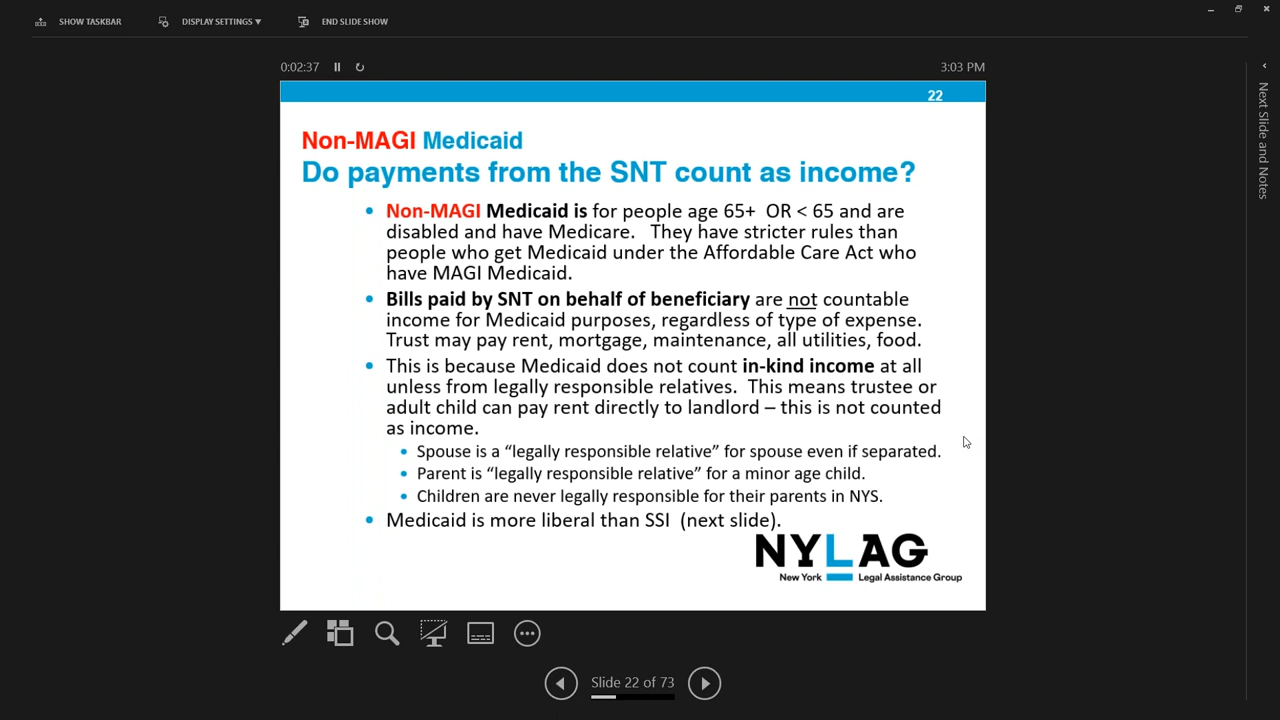 SHOW TASKBAR
DISPLAY SETTINGS ▼
END SLIDE SHOW
0:02:37
3:03 PM
Next Slide and Notes
22
Non-MAGI Medicaid
Do payments from the SNT count as income?
• Non-MAGI Medicaid is for people age 65+ OR < 65 and are
disabled and have Medicare. They have stricter rules than
people who get Medicaid under the Affordable Care Act who
have MAGI Medicaid.
• Bills paid by SNT on behalf of beneficiary are not countable
income for Medicaid purposes, regardless of type of expense.
Trust may pay rent, mortgage, maintenance, all utilities, food.
• This is because Medicaid does not count in-kind income at all
unless from legally responsible relatives. This means trustee or
adult child can pay rent directly to landlord – this is not counted
as income.
• Spouse is a “legally responsible relative” for spouse even if separated.
• Parent is “legally responsible relative” for a minor age child.
• Children are never legally responsible for their parents in NYS.
• Medicaid is more liberal than SSI (next slide).
NYLAG
New York Legal Assistance Group
Slide 22 of 73